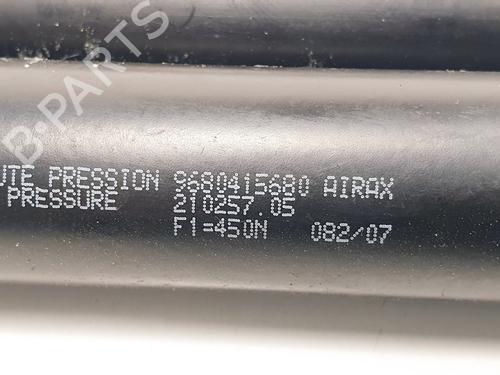 B-PARTS
UTE PRESSION 9680415680 AIRAX
PRESSURE 210257.05
F1=450N 082/07